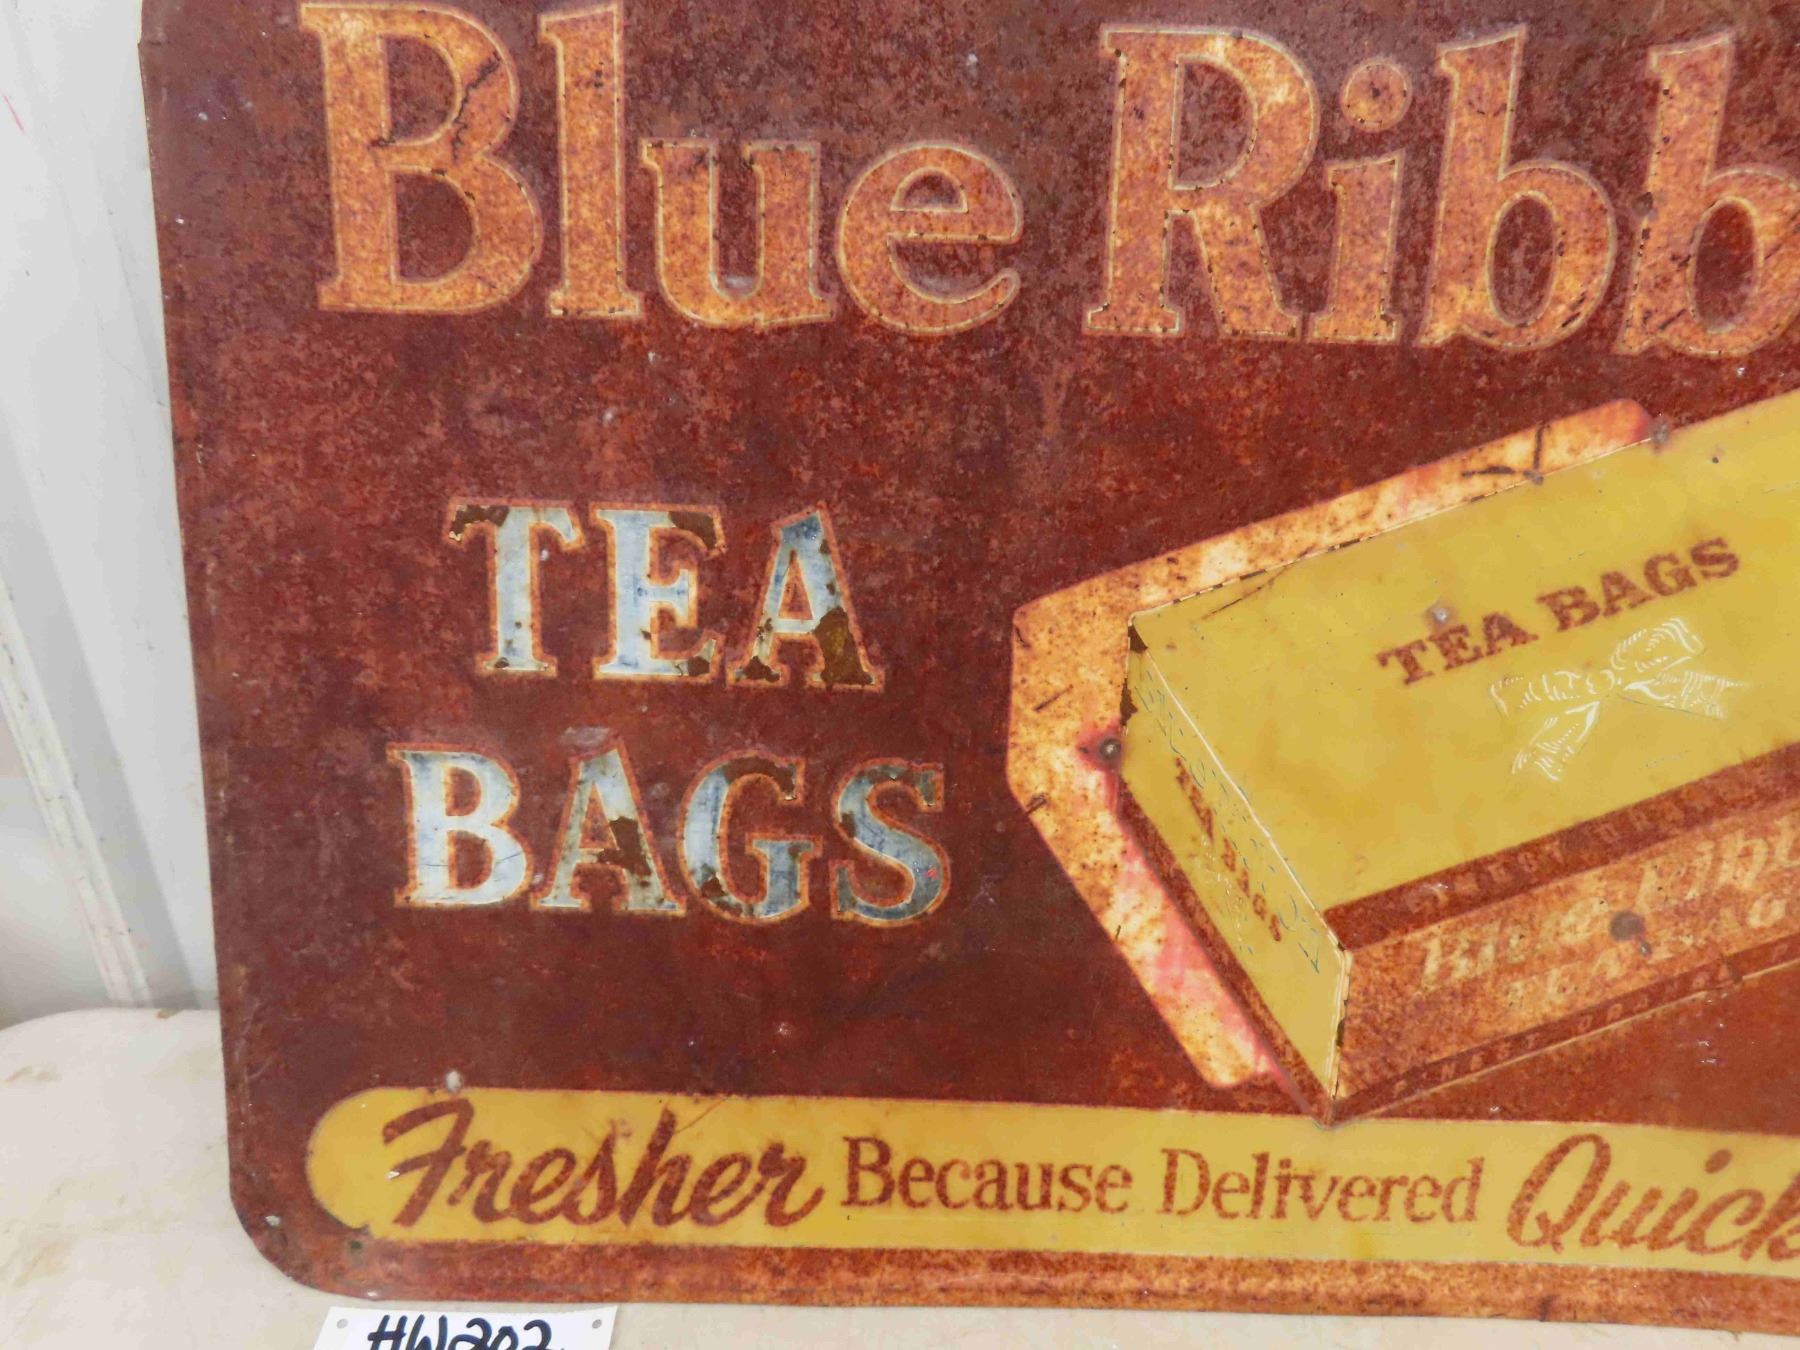 Blue Ribb
TEA
BAGS
TEA BAGS
TEA BAGS
Fresher Because Delivered Quick
HW202